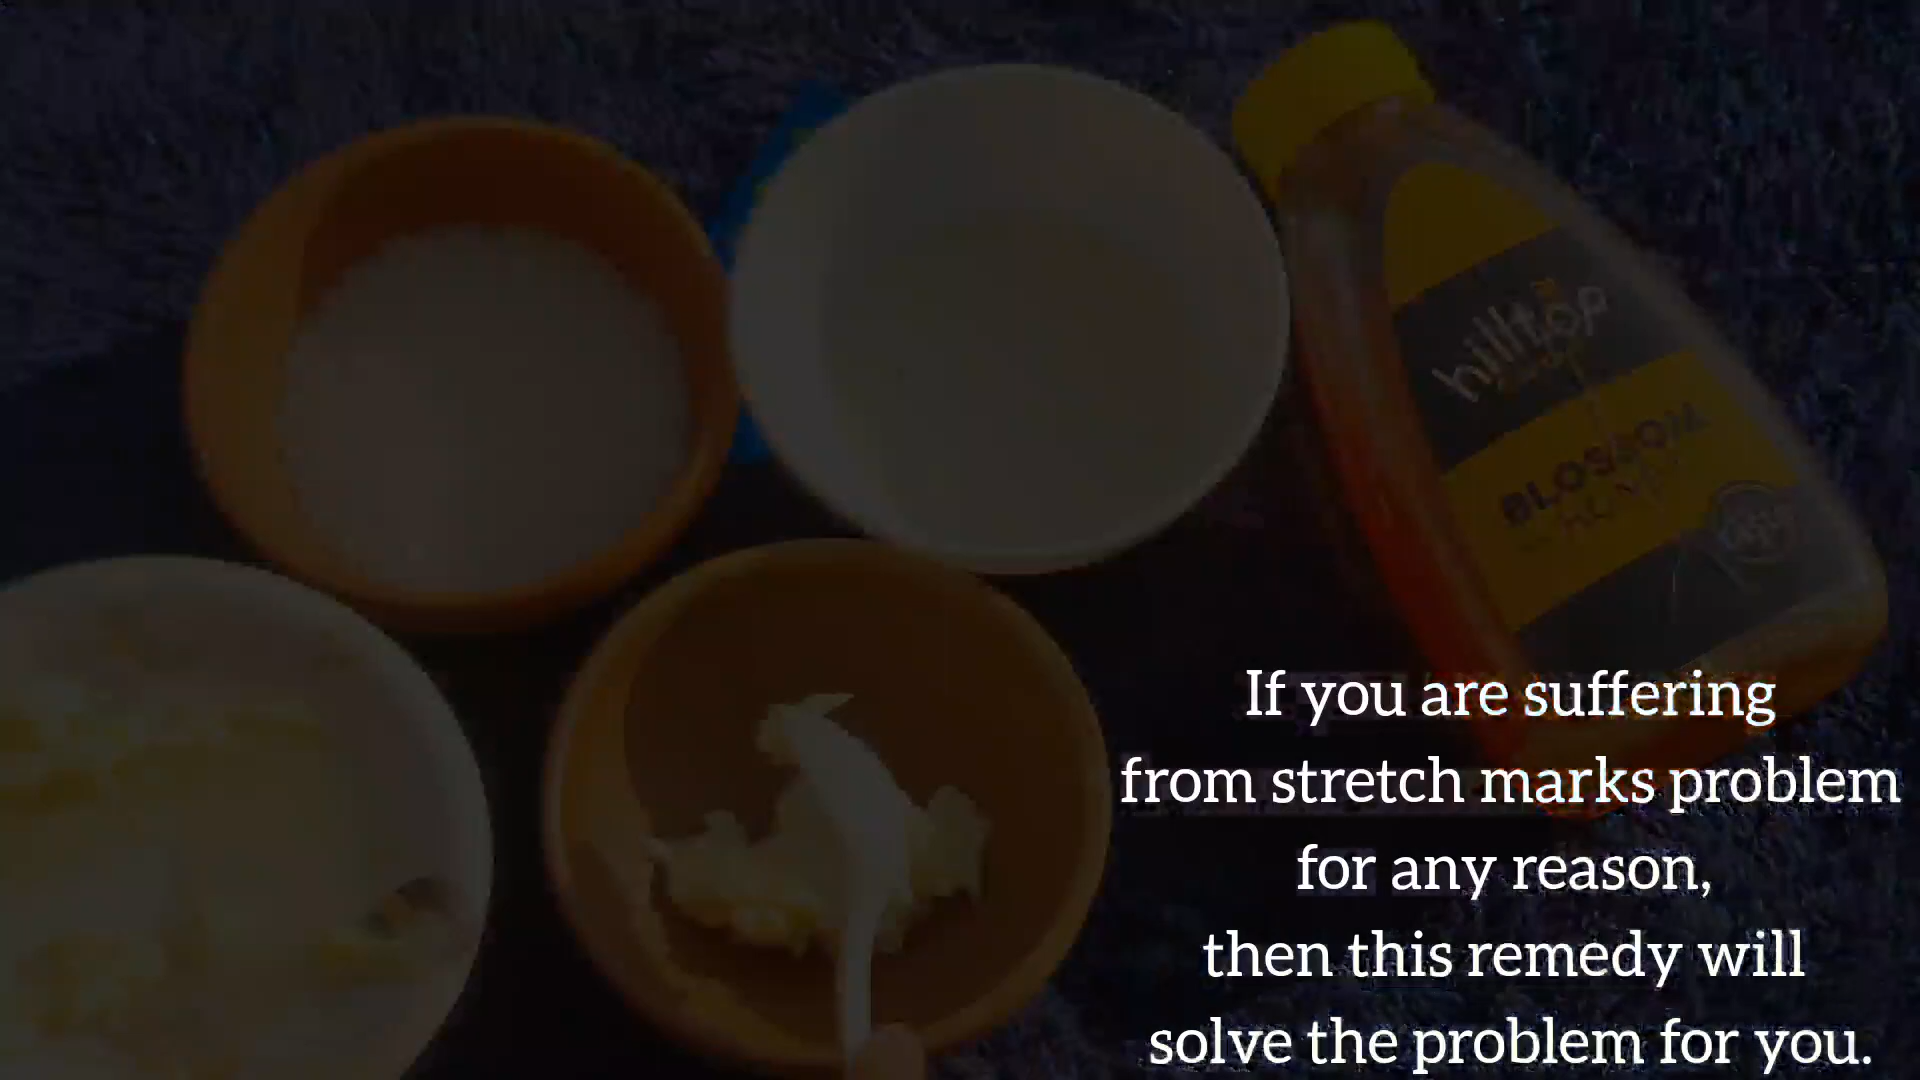 hilltop
BLOSSOM
HONEY
If you are suffering
from stretch marks problem
for any reason,
then this remedy will
solve the problem for you.